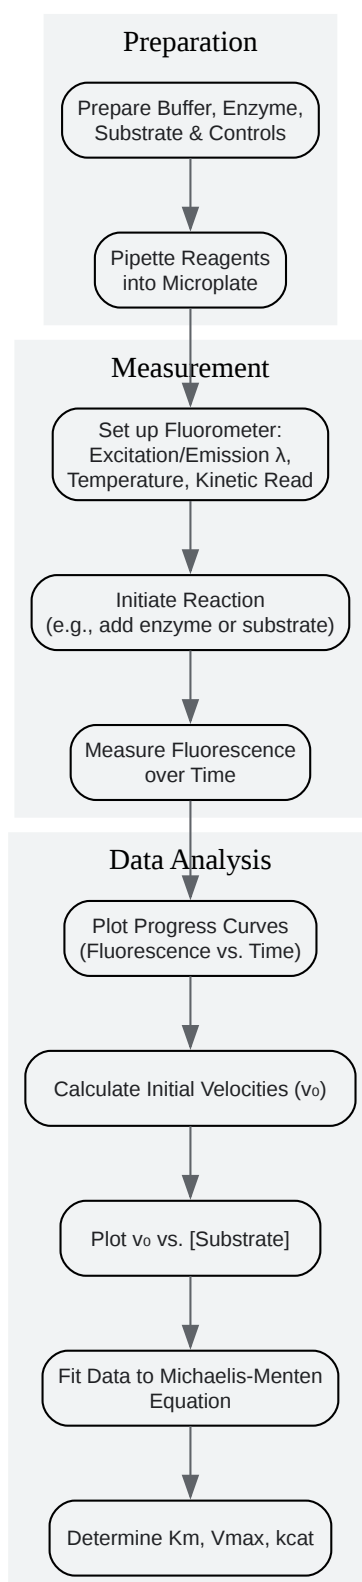 Preparation
Prepare Buffer, Enzyme,
Substrate & Controls
Pipette Reagents
into Microplate
Measurement
Set up Fluorometer:
Excitation/Emission λ,
Temperature, Kinetic Read
Initiate Reaction
(e.g., add enzyme or substrate)
Measure Fluorescence
over Time
Data Analysis
Plot Progress Curves
(Fluorescence vs. Time)
Calculate Initial Velocities (v₀)
Plot v₀ vs. [Substrate]
Fit Data to Michaelis-Menten
Equation
Determine Km, Vmax, kcat